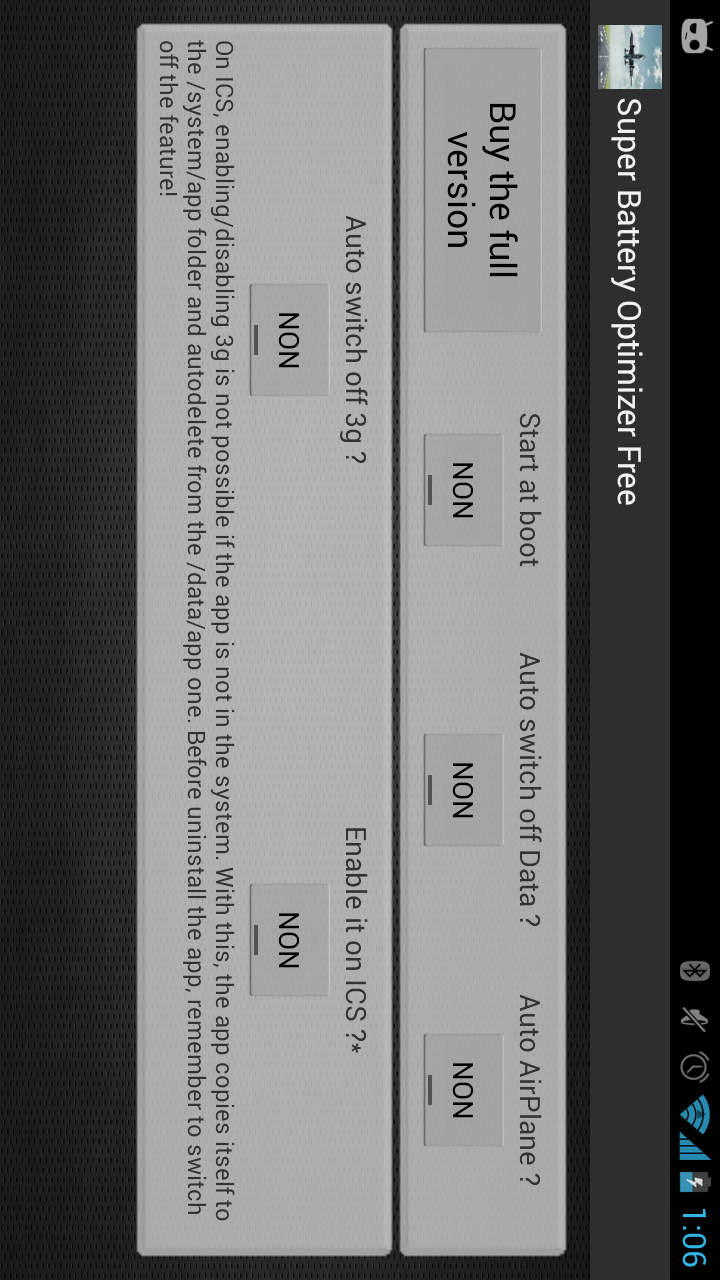 1:06
Super Battery Optimizer Free
Buy the full
version
Start at boot
NON
Auto switch off Data ?
NON
Auto AirPlane ?
NON
Auto switch off 3g ?
NON
Enable it on ICS ?*
NON
On ICS, enabling/disabling 3g is not possible if the app is not in the system. With this, the app copies itself to
the /system/app folder and autodelete from the /data/app one. Before uninstall the app, remember to switch
off the feature!